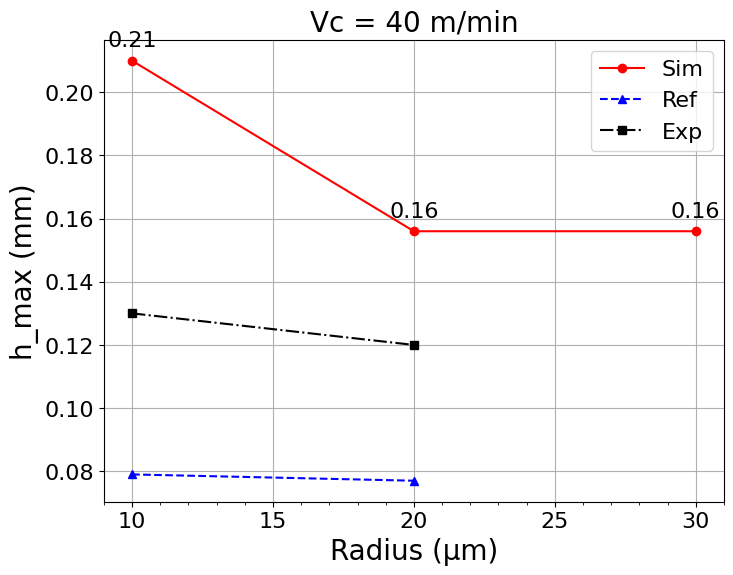 Vc = 40 m/min
0.21
0.16
0.16
Sim
Ref
Exp
h_max (mm)
0.20
0.18
0.16
0.14
0.12
0.10
0.08
10
15
20
25
30
Radius (μm)